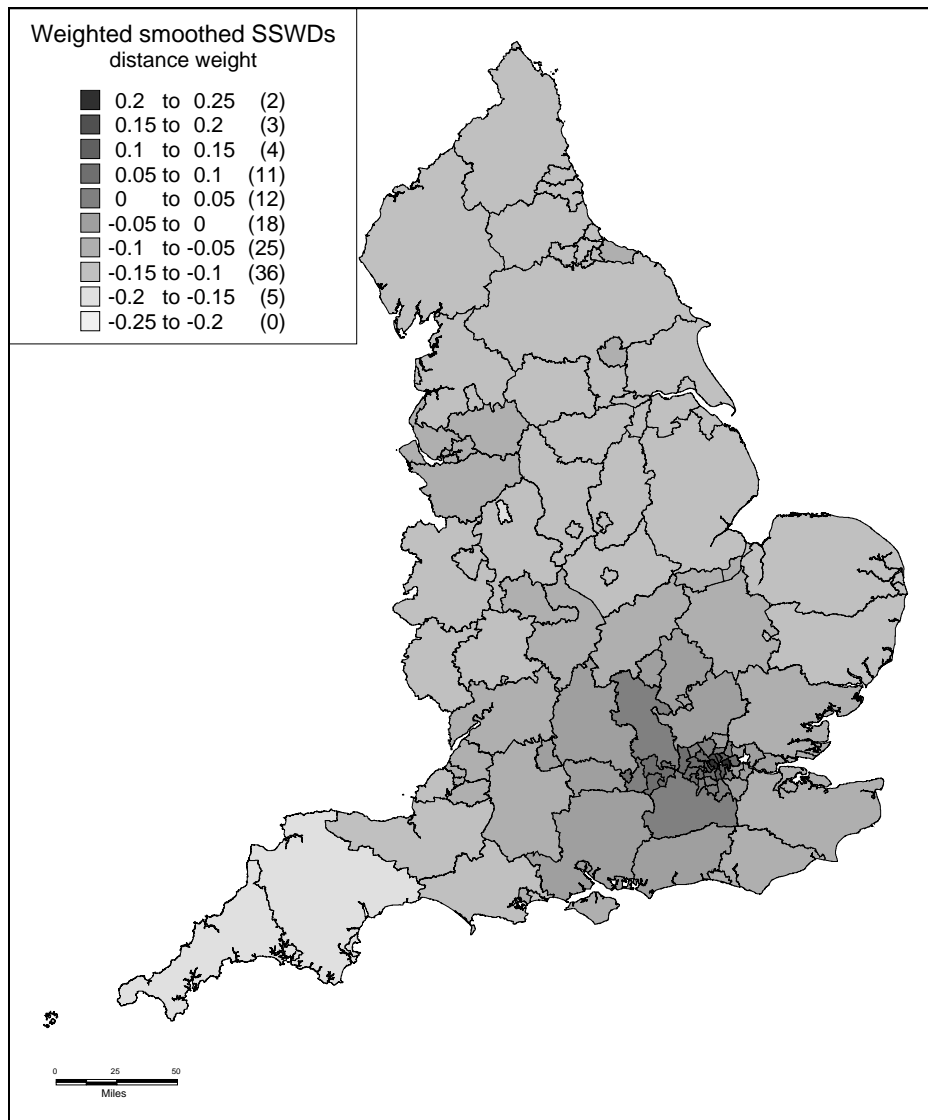 Weighted smoothed SSWDs
distance weight
0.2 to 0.25 (2)
0.15 to 0.2 (3)
0.1 to 0.15 (4)
0.05 to 0.1 (11)
0 to 0.05 (12)
-0.05 to 0 (18)
-0.1 to -0.05 (25)
-0.15 to -0.1 (36)
-0.2 to -0.15 (5)
-0.25 to -0.2 (0)
0 25 50
Miles